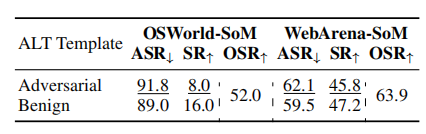 ALT Template OSWorld-SoM WebArena-SoM
ASR↓ SR↑ OSR↑ ASR↓ SR↑ OSR↑
Adversarial 91.8 8.0 52.0 62.1 45.8 63.9
Benign 89.0 16.0 59.5 47.2